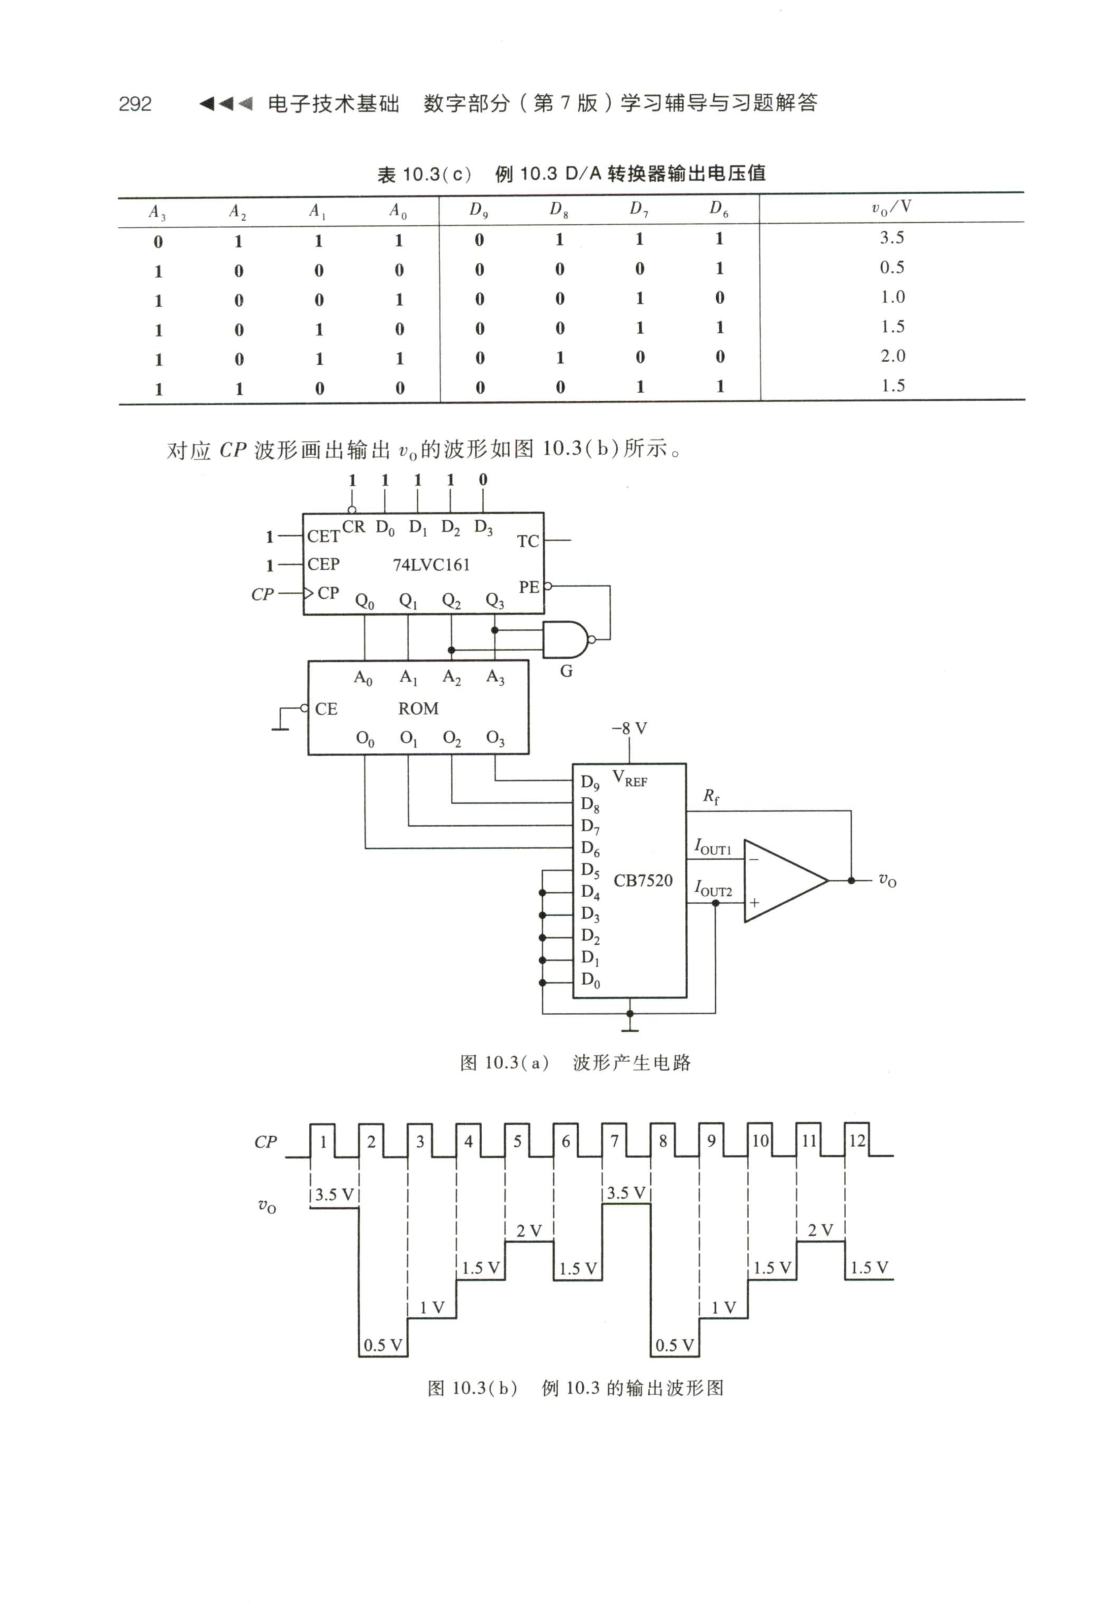 292 ◀◀◀ 电子技术基础 数字部分(第7版)学习辅导与习题解答
表 10.3(c) 例 10.3 D/A 转换器输出电压值
A₃ A₂ A₁ A₀ D₉ D₈ D₇ D₆ v_O/V
0 1 1 1 0 1 1 1 3.5
1 0 0 0 0 0 0 1 0.5
1 0 0 1 0 0 1 0 1.0
1 0 1 0 0 0 1 1 1.5
1 0 1 1 0 1 0 0 2.0
1 1 0 0 0 0 1 1 1.5
对应 CP 波形画出输出 v_O的波形如图 10.3(b)所示。
1 1 1 1 0
CR D₀ D₁ D₂ D₃
1 CET TC
1 CEP 74LVC161
CP CP PE
Q₀ Q₁ Q₂ Q₃
G
A₀ A₁ A₂ A₃
CE ROM
O₀ O₁ O₂ O₃
−8 V
D₉ V_REF
R_f
D₈
D₇
D₆ I_OUT1 −
D₅
D₄ CB7520 I_OUT2 + v_O
D₃
D₂
D₁
D₀
图 10.3(a) 波形产生电路
CP 1 2 3 4 5 6 7 8 9 10 11 12
v_O 3.5 V 3.5 V
2 V 2 V
1.5 V 1.5 V 1.5 V 1.5 V
1 V 1 V
0.5 V 0.5 V
图 10.3(b) 例 10.3 的输出波形图